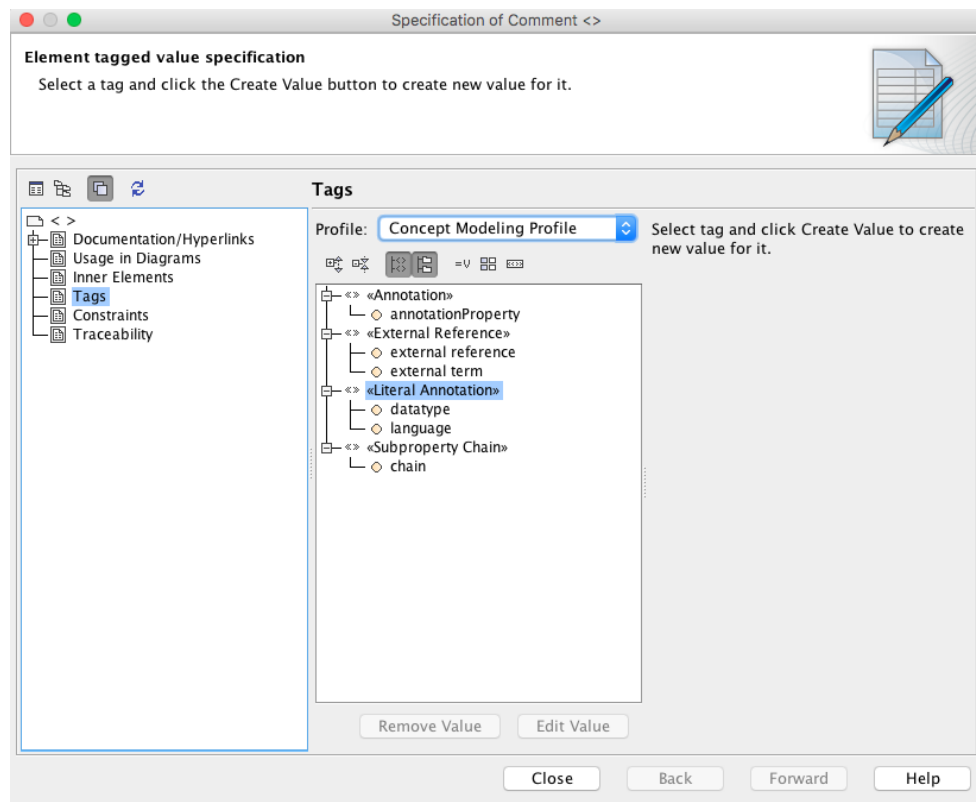 Specification of Comment <>
Element tagged value specification
Select a tag and click the Create Value button to create new value for it.
Tags
< >
Documentation/Hyperlinks
Usage in Diagrams
Inner Elements
Tags
Constraints
Traceability
Profile: Concept Modeling Profile
«Annotation»
annotationProperty
«External Reference»
external reference
external term
«Literal Annotation»
datatype
language
«Subproperty Chain»
chain
Remove Value Edit Value
Select tag and click Create Value to create
new value for it.
Close Back Forward Help